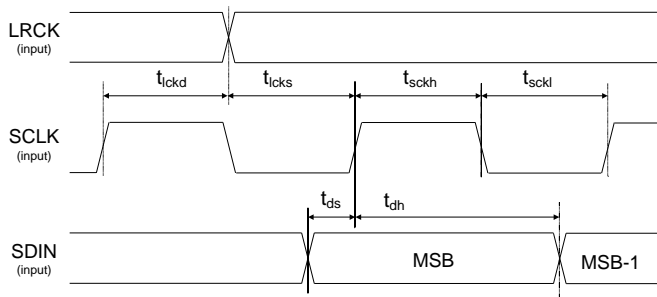 LRCK
(input)
tlckd
tlcks
tsckh
tsckl
SCLK
(input)
tds
tdh
SDIN
(input)
MSB
MSB-1